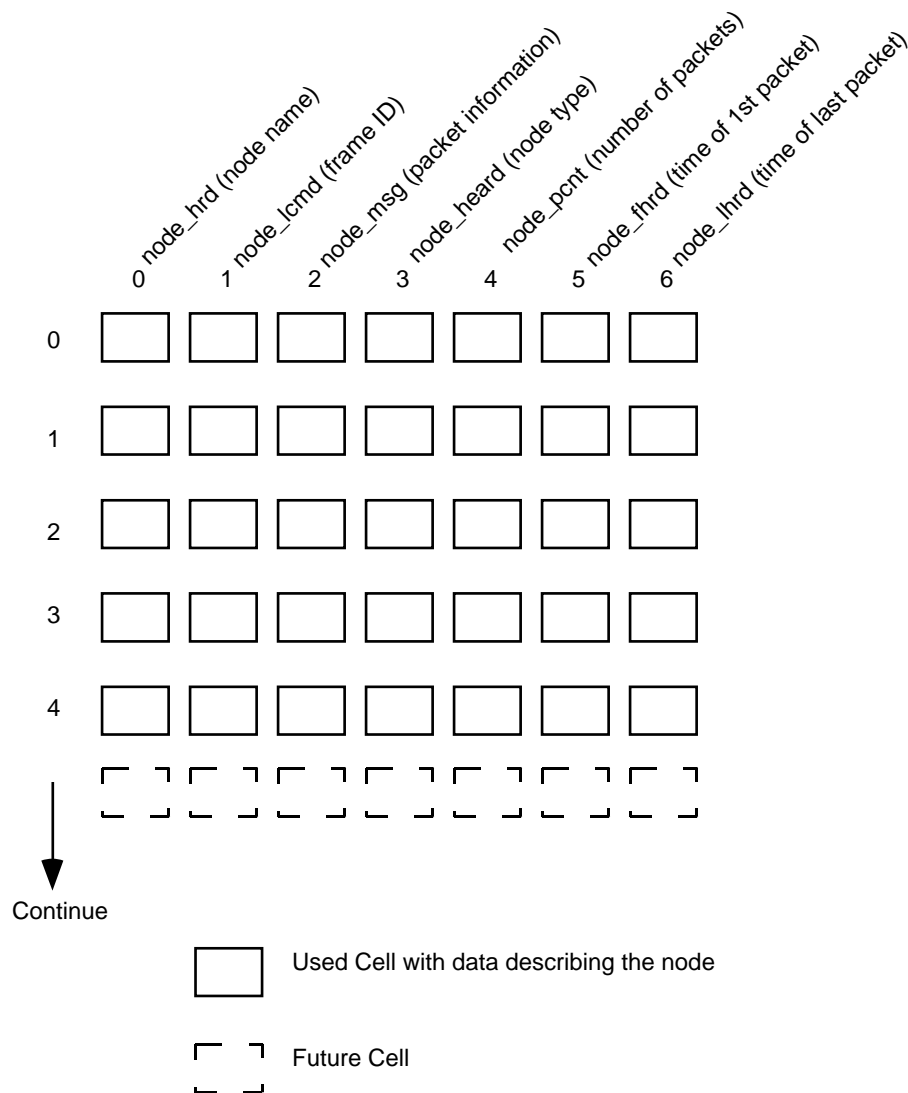 node_hrd (node name)
node_lcmd (frame ID)
node_msg (packet information)
node_heard (node type)
node_pcnt (number of packets)
node_fhrd (time of 1st packet)
node_lhrd (time of last packet)
0 1 2 3 4 5 6
0
1
2
3
4
Continue
Used Cell with data describing the node
Future Cell